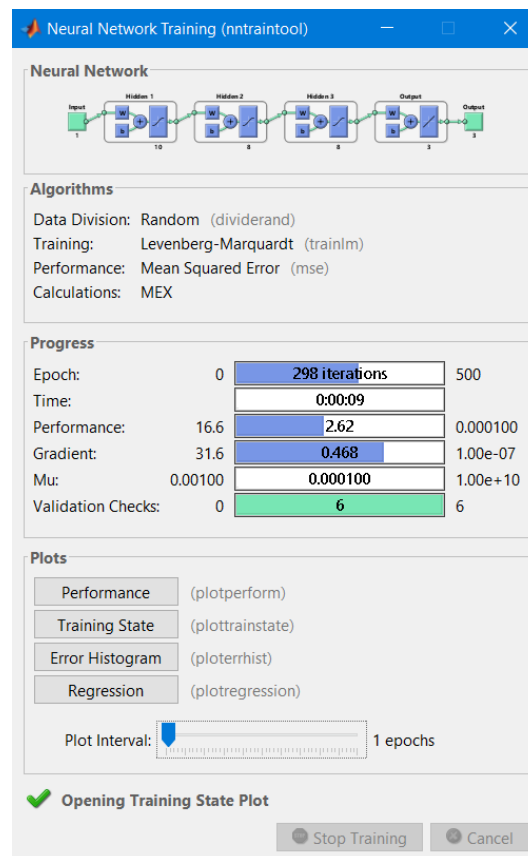 Neural Network Training (nntraintool)
Neural Network
Input Hidden 1 Hidden 2 Hidden 3 Output Output
W W W W
b b b b
1 10 8 8 3 3
Algorithms
Data Division: Random (dividerand)
Training: Levenberg-Marquardt (trainlm)
Performance: Mean Squared Error (mse)
Calculations: MEX
Progress
Epoch: 0 298 iterations 500
Time: 0:00:09
Performance: 16.6 2.62 0.000100
Gradient: 31.6 0.468 1.00e-07
Mu: 0.00100 0.000100 1.00e+10
Validation Checks: 0 6 6
Plots
Performance (plotperform)
Training State (plottrainstate)
Error Histogram (ploterrhist)
Regression (plotregression)
Plot Interval: 1 epochs
Opening Training State Plot
Stop Training Cancel